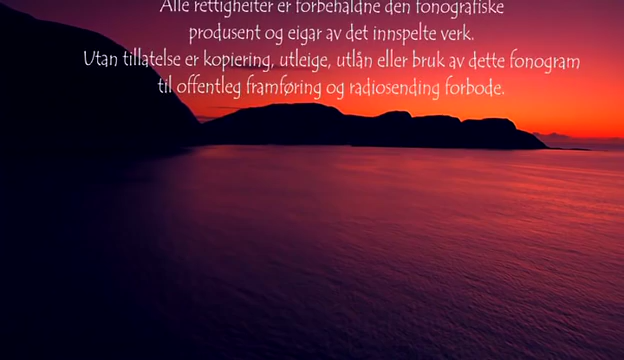 Alle rettigheiter er forbehaldne den fonografiske
produsent og eigar av det innspelte verk.
Utan tillatelse er kopiering, utleige, utlån eller bruk av dette fonogram
til offentleg framføring og radiosending forbode.